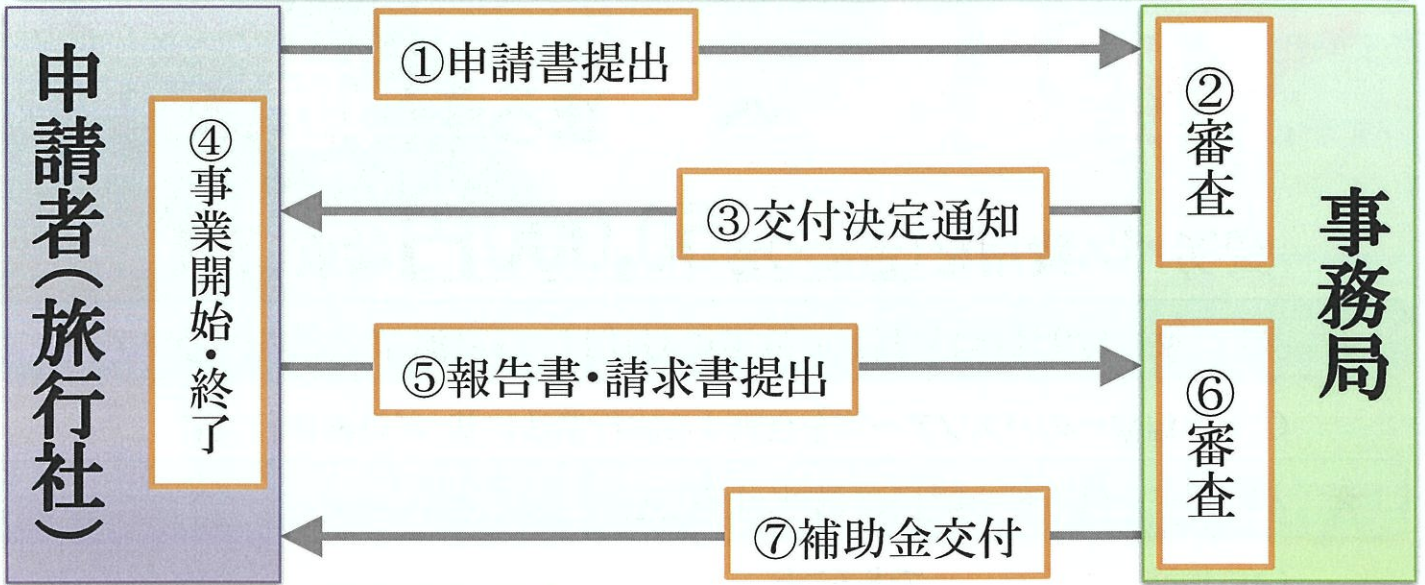 申請者（旅行社）
①申請書提出
②審査
③交付決定通知
④事業開始・終了
⑤報告書・請求書提出
⑥審査
⑦補助金交付
事務局